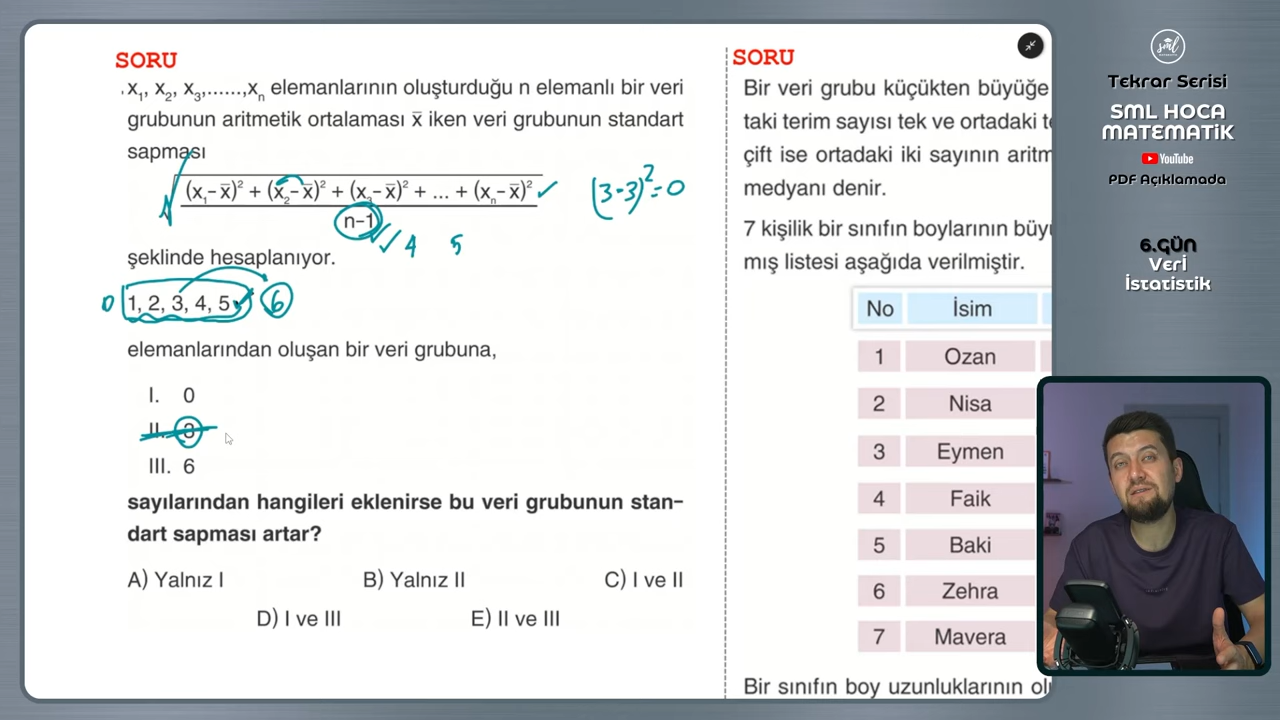 SORU
x₁, x₂, x₃,......,xₙ elemanlarının oluşturduğu n elemanlı bir veri
grubunun aritmetik ortalaması x̄ iken veri grubunun standart
sapması
√ (x₁–x̄)² + (x₂–x̄)² + (x₃–x̄)² + ... + (xₙ–x̄)²
n–1
(3-3)² = 0
4 5
şeklinde hesaplanıyor.
0 1, 2, 3, 4, 5 6
elemanlarından oluşan bir veri grubuna,
I. 0
II. 3
III. 6
sayılarından hangileri eklenirse bu veri grubunun stan-
dart sapması artar?
A) Yalnız I B) Yalnız II C) I ve II
D) I ve III E) II ve III
SORU
Bir veri grubu küçükten büyüğe
taki terim sayısı tek ve ortadaki
çift ise ortadaki iki sayının aritm
medyanı denir.
7 kişilik bir sınıfın boylarının büy
mış listesi aşağıda verilmiştir.
No İsim
1 Ozan
2 Nisa
3 Eymen
4 Faik
5 Baki
6 Zehra
7 Mavera
Bir sınıfın boy uzunluklarının
sml
Tekrar Serisi
SML HOCA
MATEMATİK
YouTube
PDF Açıklamada
6.GÜN
Veri
İstatistik